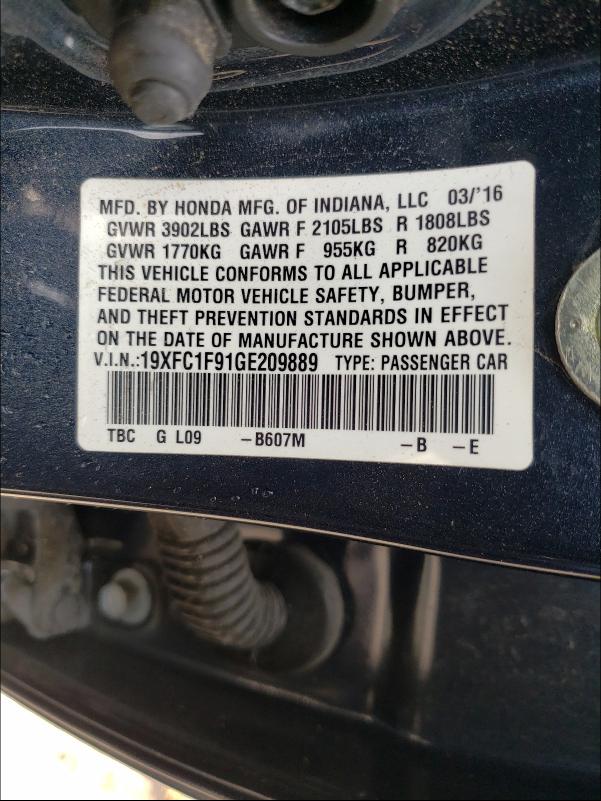 MFD. BY HONDA MFG. OF INDIANA, LLC 03/'16
GVWR 3902LBS GAWR F 2105LBS R 1808LBS
GVWR 1770KG GAWR F 955KG R 820KG
THIS VEHICLE CONFORMS TO ALL APPLICABLE
FEDERAL MOTOR VEHICLE SAFETY, BUMPER,
AND THEFT PREVENTION STANDARDS IN EFFECT
ON THE DATE OF MANUFACTURE SHOWN ABOVE.
V.I.N.:19XFC1F91GE209889 TYPE: PASSENGER CAR
TBC G L09 -B607M -B -E